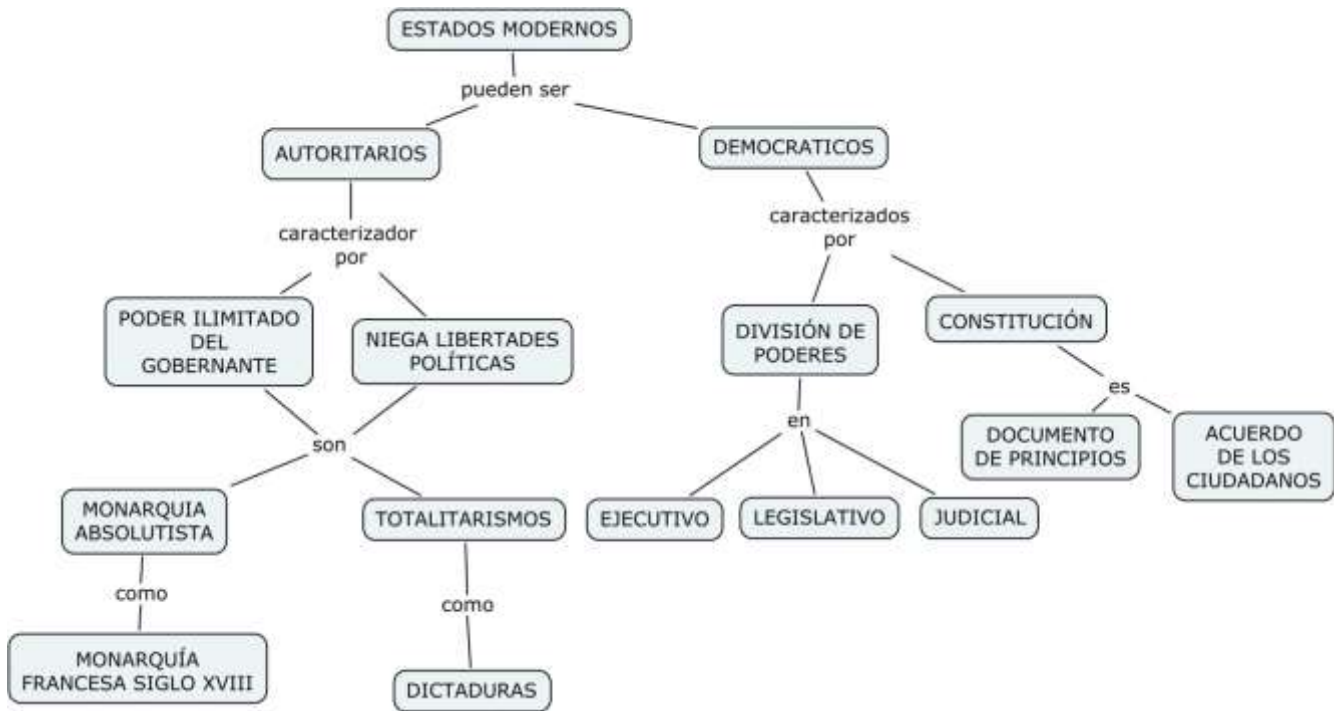 ESTADOS MODERNOS
pueden ser
AUTORITARIOS
DEMOCRATICOS
caracterizador
por
caracterizados
por
PODER ILIMITADO
DEL
GOBERNANTE
NIEGA LIBERTADES
POLÍTICAS
DIVISIÓN DE
PODERES
CONSTITUCIÓN
son
en
es
DOCUMENTO
DE PRINCIPIOS
ACUERDO
DE LOS
CIUDADANOS
MONARQUIA
ABSOLUTISTA
TOTALITARISMOS
EJECUTIVO
LEGISLATIVO
JUDICIAL
como
como
MONARQUÍA
FRANCESA SIGLO XVIII
DICTADURAS